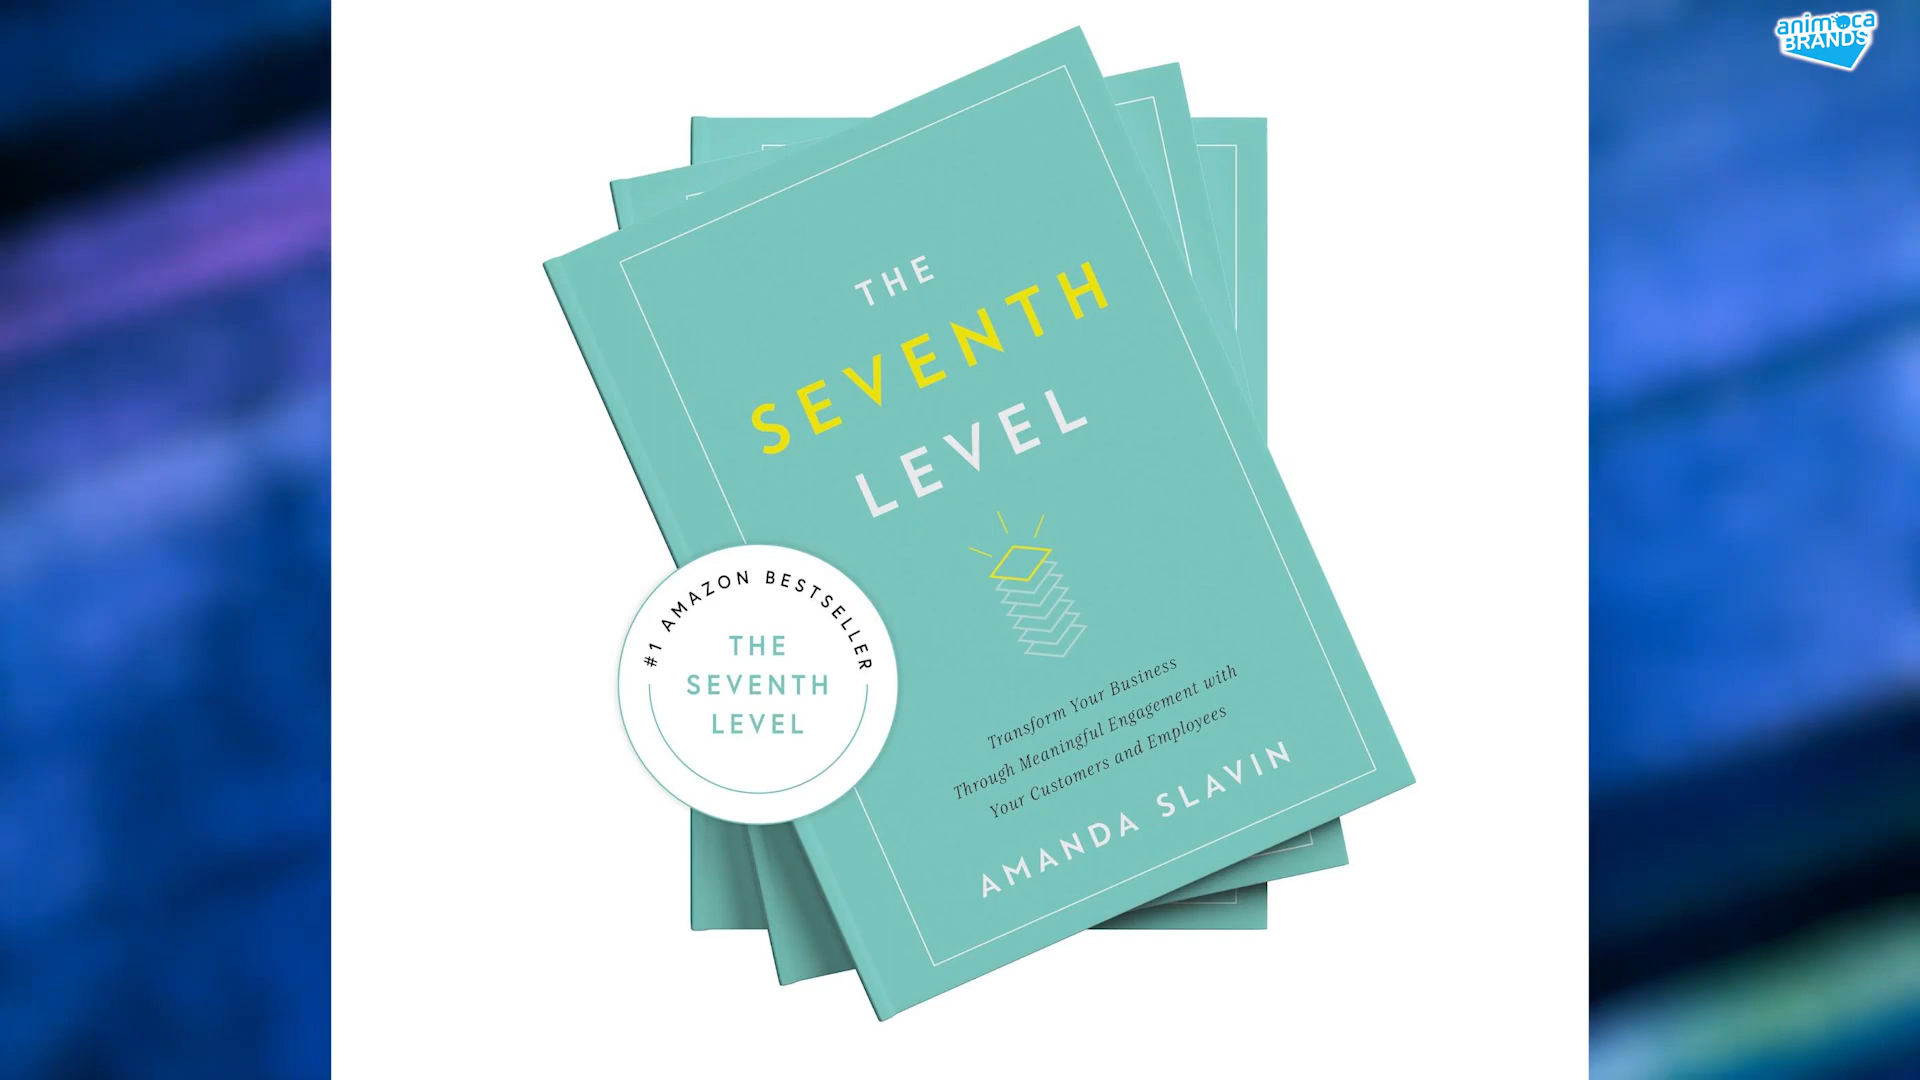 animoca
BRANDS
THE
SEVENTH
LEVEL
Transform Your Business
Through Meaningful Engagement with
Your Customers and Employees
AMANDA SLAVIN
#1 AMAZON BESTSELLER
THE
SEVENTH
LEVEL